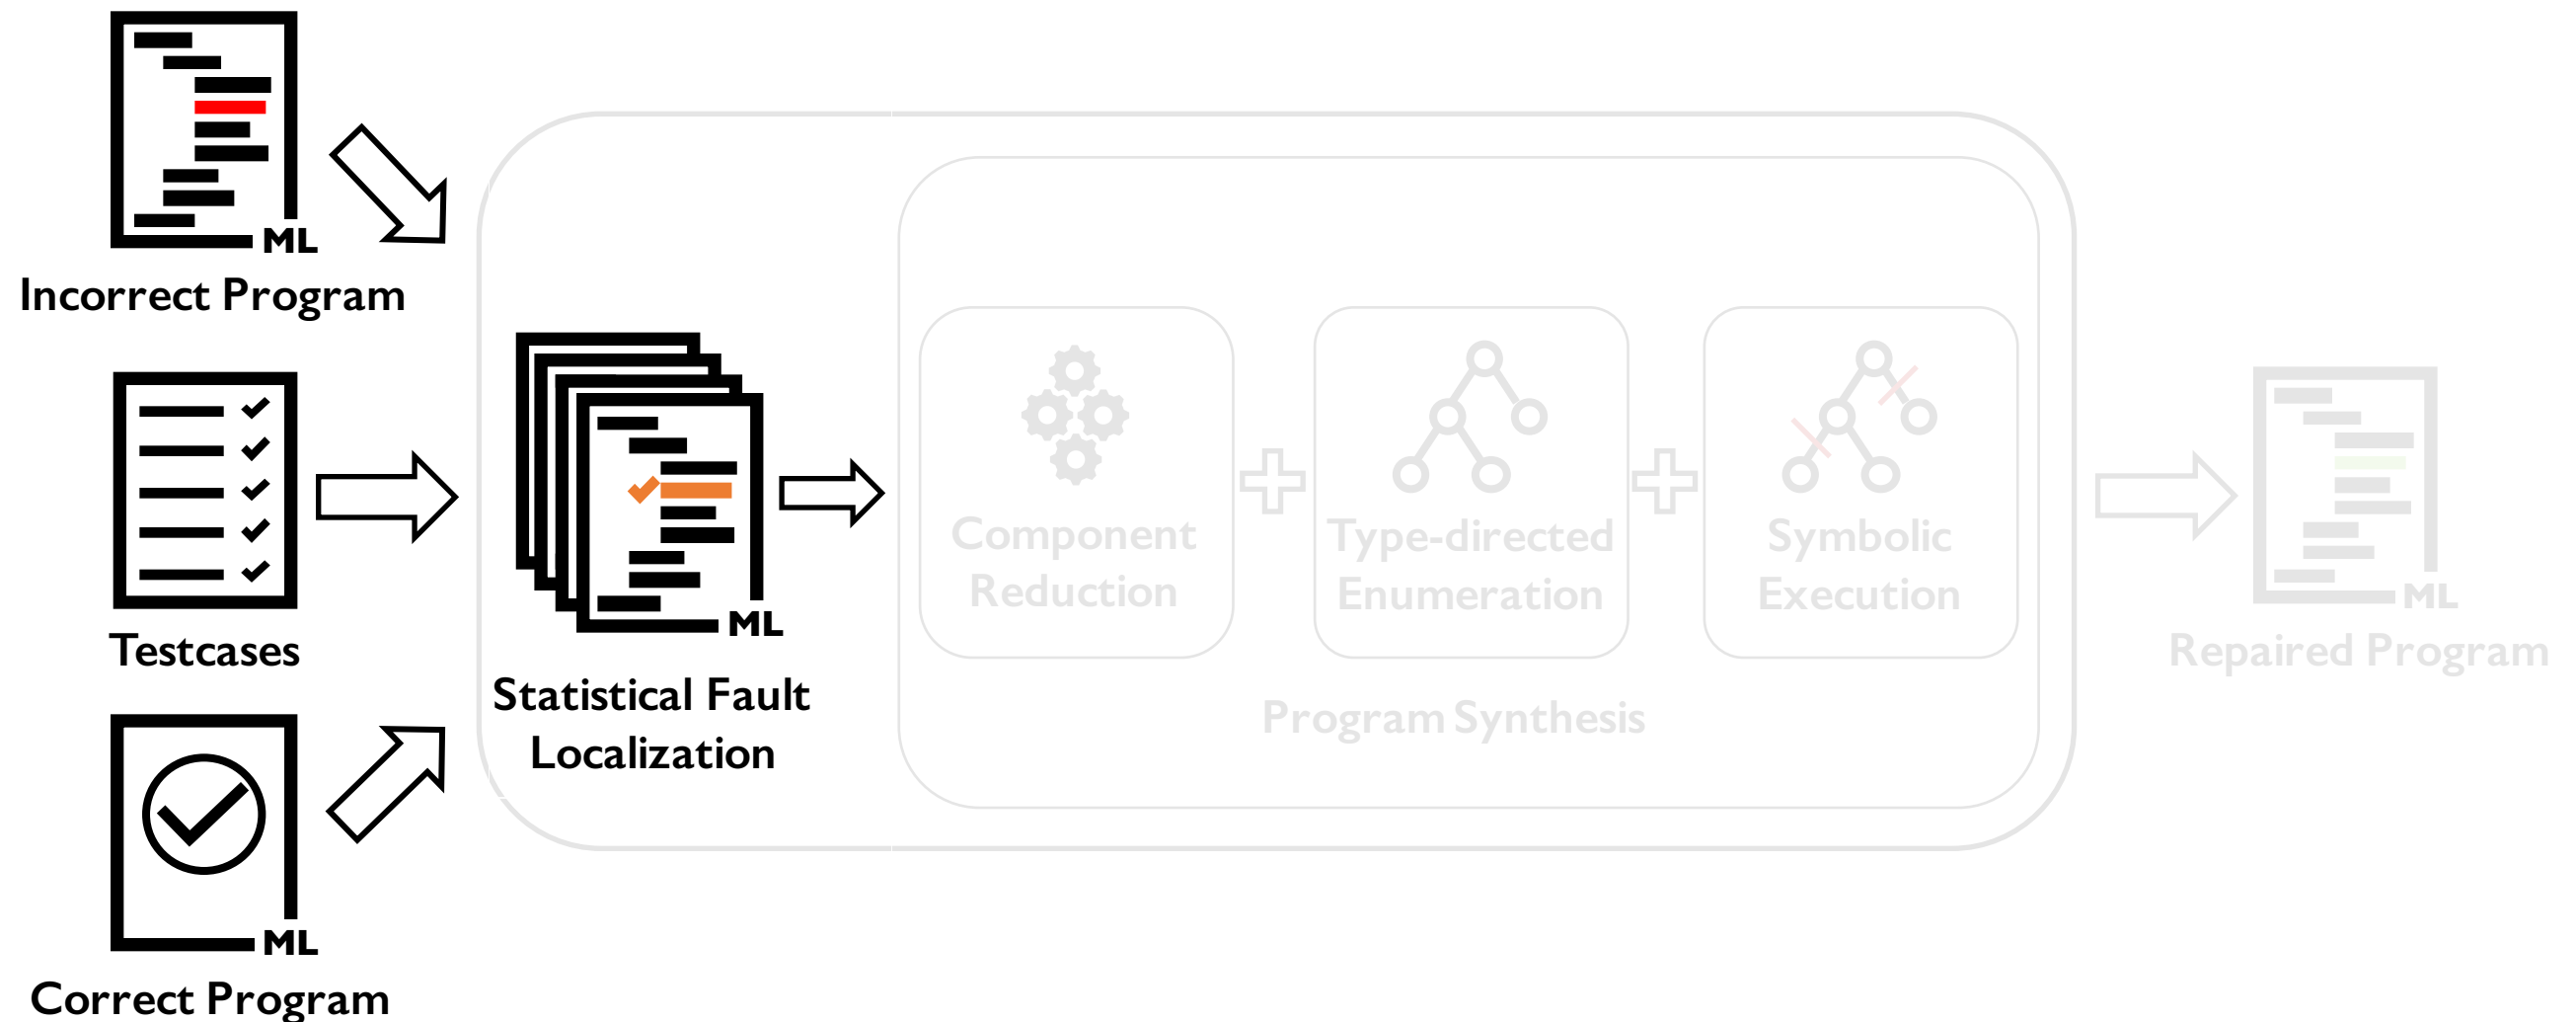 ML
Incorrect Program
Testcases
ML
Correct Program
ML
Statistical Fault
Localization
Component
Reduction
Type-directed
Enumeration
Symbolic
Execution
Program Synthesis
ML
Repaired Program